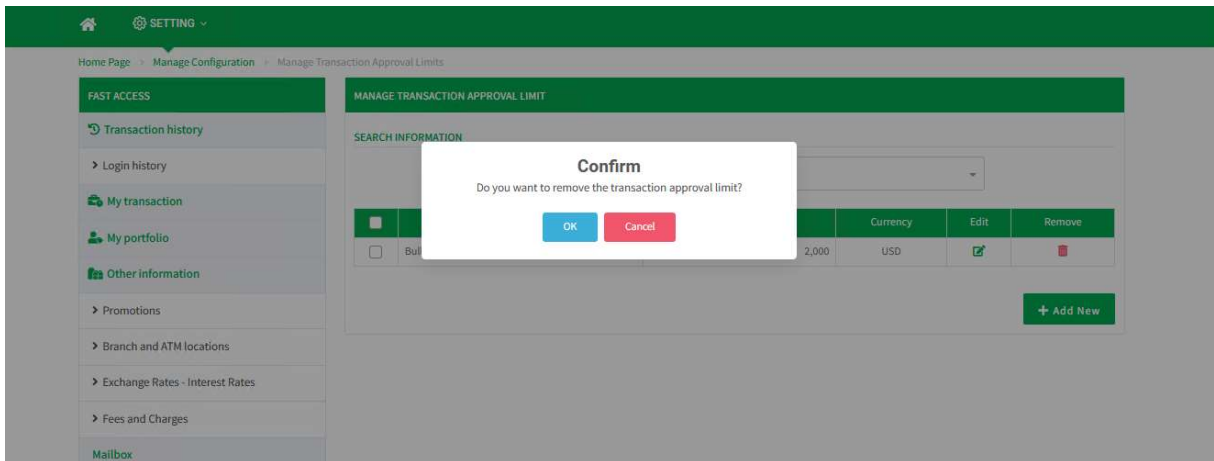 SETTING
Home Page > Manage Configuration > Manage Transaction Approval Limits
FAST ACCESS
Transaction history
> Login history
My transaction
My portfolio
Other information
> Promotions
> Branch and ATM locations
> Exchange Rates - Interest Rates
> Fees and Charges
Mailbox
MANAGE TRANSACTION APPROVAL LIMIT
SEARCH INFORMATION
Confirm
Do you want to remove the transaction approval limit?
OK Cancel
Currency Edit Remove
2,000 USD
+ Add New